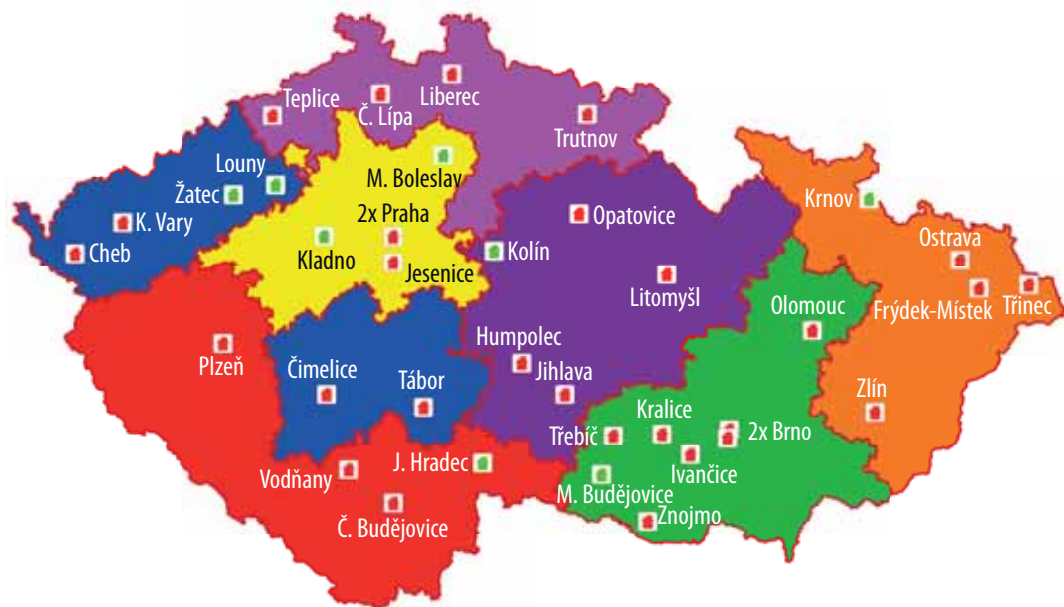 Liberec
Teplice
Č. Lípa
Trutnov
Louny
M. Boleslav
Žatec
Krnov
2x Praha
K. Vary
Opatovice
Ostrava
Cheb
Kladno
Kolín
Jesenice
Litomyšl
Olomouc
Frýdek-Místek
Třinec
Humpolec
Plzeň
Čimelice
Tábor
Jihlava
Zlín
Kralice
Třebíč
2x Brno
J. Hradec
Vodňany
Ivančice
M. Budějovice
Znojmo
Č. Budějovice